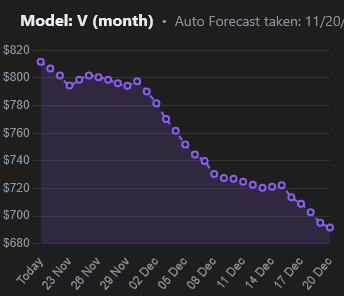 Model: V (month) • Auto Forecast taken: 11/20/
$820
$800
$780
$760
$740
$720
$700
$680
Today
23 Nov
26 Nov
29 Nov
02 Dec
05 Dec
08 Dec
11 Dec
14 Dec
17 Dec
20 Dec